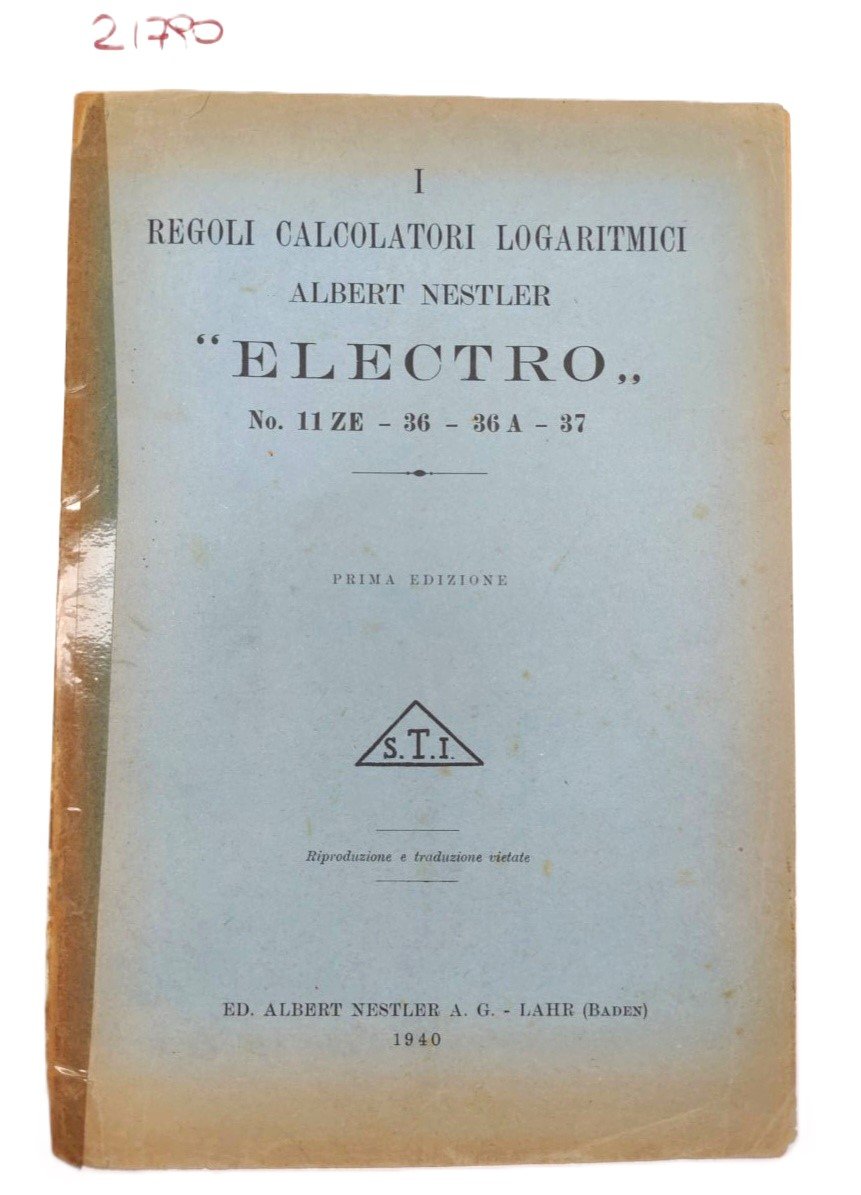 21790
I
REGOLI CALCOLATORI LOGARITMICI
ALBERT NESTLER
“ELECTRO„
No. 11 ZE - 36 - 36 A - 37
PRIMA EDIZIONE
S.T.I.
Riproduzione e traduzione vietate
ED. ALBERT NESTLER A. G. - LAHR (BADEN)
1940